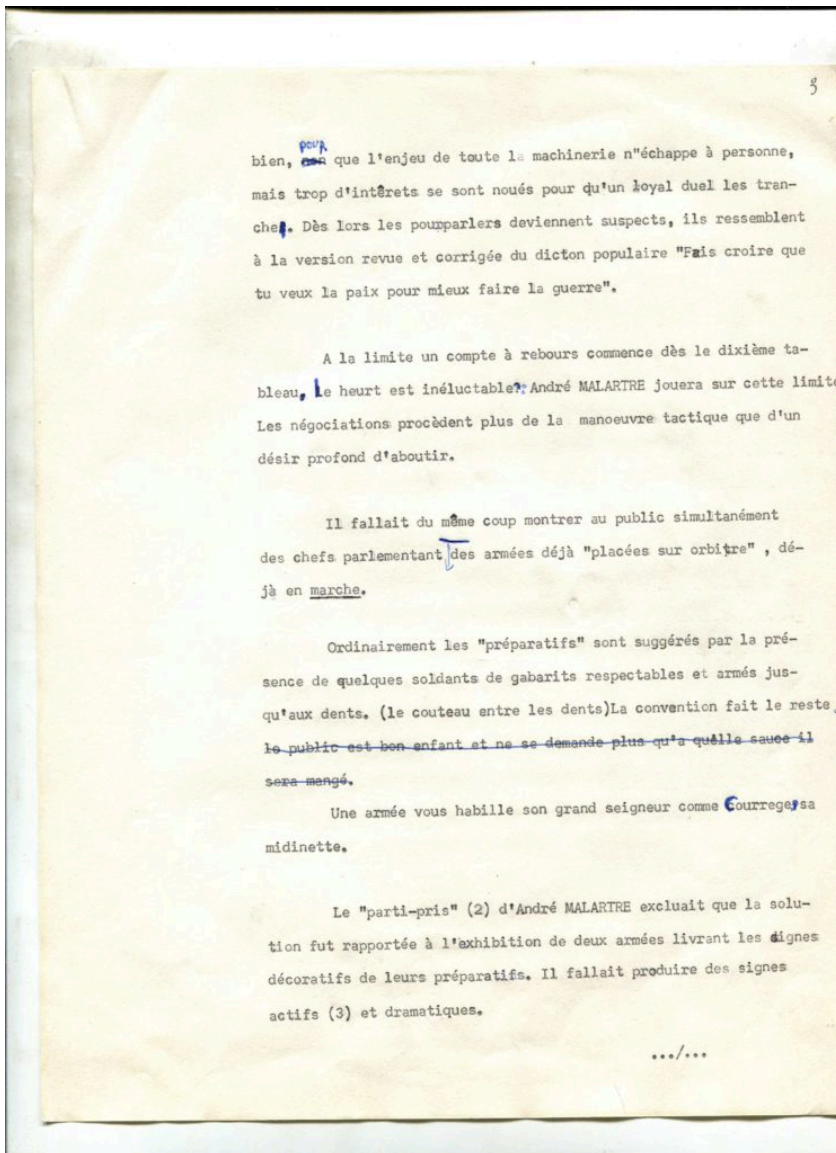 3
pour
bien, non que l'enjeu de toute la machinerie n"échappe à personne,
mais trop d'intêrets se sont noués pour qu'un loyal duel les tran-
che. Dès lors les pourparlers deviennent suspects, ils ressemblent
à la version revue et corrigée du dicton populaire "Fais croire que
tu veux la paix pour mieux faire la guerre".
A la limite un compte à rebours commence dès le dixième ta-
bleau, le heurt est inéluctable?: André MALARTRE jouera sur cette limite
Les négociations procèdent plus de la manoeuvre tactique que d'un
désir profond d'aboutir.
Il fallait du même coup montrer au public simultanément
des chefs parlementant des armées déjà "placées sur orbitre" , dé-
jà en marche.
Ordinairement les "préparatifs" sont suggérés par la pré-
sence de quelques soldants de gabarits respectables et armés jus-
qu'aux dents. (le couteau entre les dents)La convention fait le reste,
le public est bon enfant et ne se demande plus qu'a quêlle sauce il
sera mangé.
Une armée vous habille son grand seigneur comme Courreges,sa
midinette.
Le "parti-pris" (2) d'André MALARTRE excluait que la solu-
tion fut rapportée à l'exhibition de deux armées livrant les signes
décoratifs de leurs préparatifs. Il fallait produire des signes
actifs (3) et dramatiques.
.../...